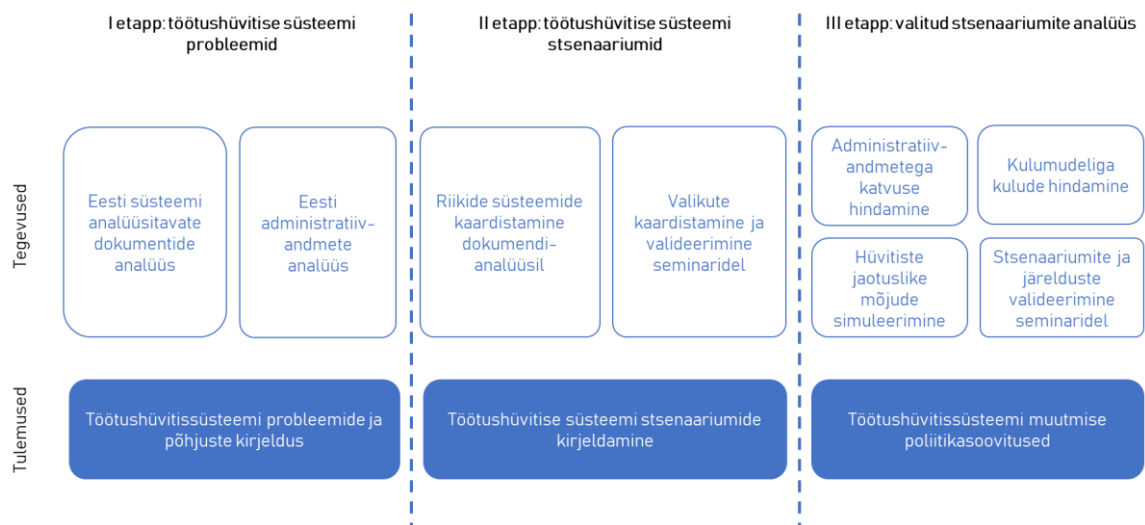 I etapp: töötushüvitise süsteemi
probleemid
II etapp: töötushüvitise süsteemi
stsenaariumid
III etapp: valitud stsenaariumite analüüs
Tegevused
Eesti süsteemi
analüüsitavate
dokumentide
analüüs
Eesti
administratiiv-
andmete
analüüs
Riikide süsteemide
kaardistamine
dokumendi-
analüüsil
Valikute
kaardistamine ja
valideerimine
seminaridel
Administratiiv-
andmetega
katvuse
hindamine
Kulumudeliga
kulude hindamine
Hüvitiste
jaotuslike
mõjude
simuleerimine
Stsenaariumite ja
järelduste
valideerimine
seminaridel
Tulemused
Töötushüvitissüsteemi probleemide ja
põhjuste kirjeldus
Töötushüvitise süsteemi stsenaariumide
kirjeldamine
Töötushüvitissüsteemi muutmise
poliitikasoovitused